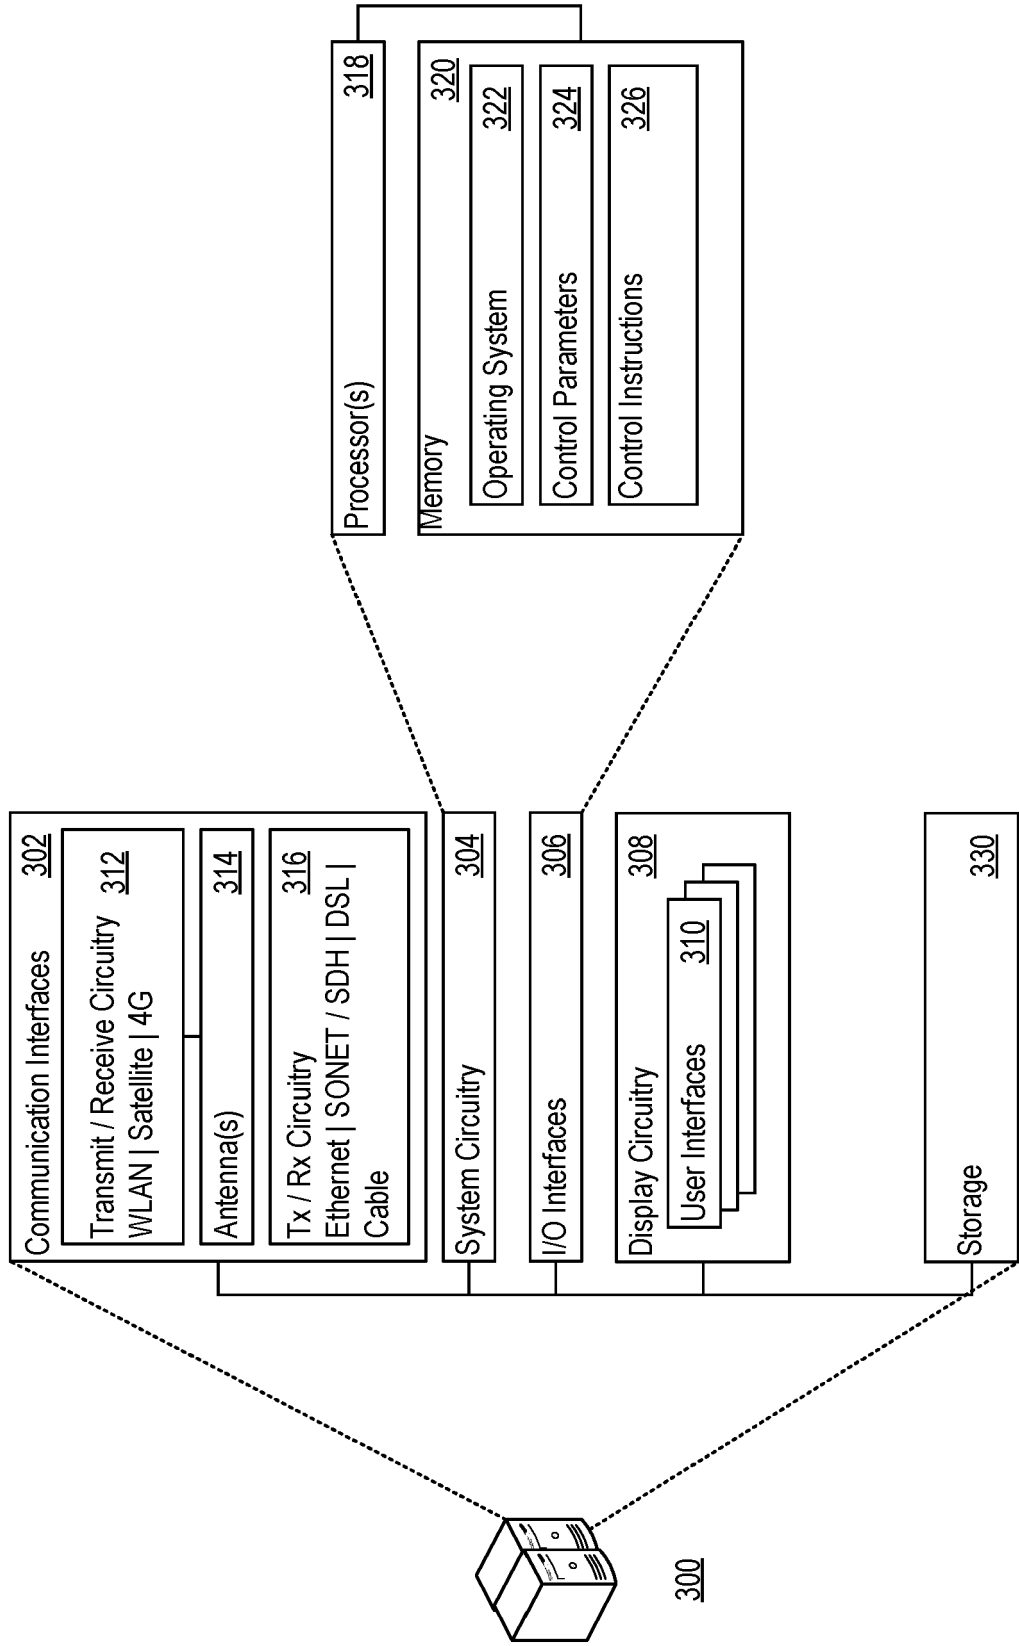 Communication Interfaces 302
Transmit / Receive Circuitry 312
WLAN | Satellite | 4G
Antenna(s) 314
Tx / Rx Circuitry 316
Ethernet | SONET / SDH | DSL |
Cable
System Circuitry 304
I/O Interfaces 306
Display Circuitry 308
User Interfaces 310
Storage 330
Processor(s) 318
Memory 320
Operating System 322
Control Parameters 324
Control Instructions 326
300